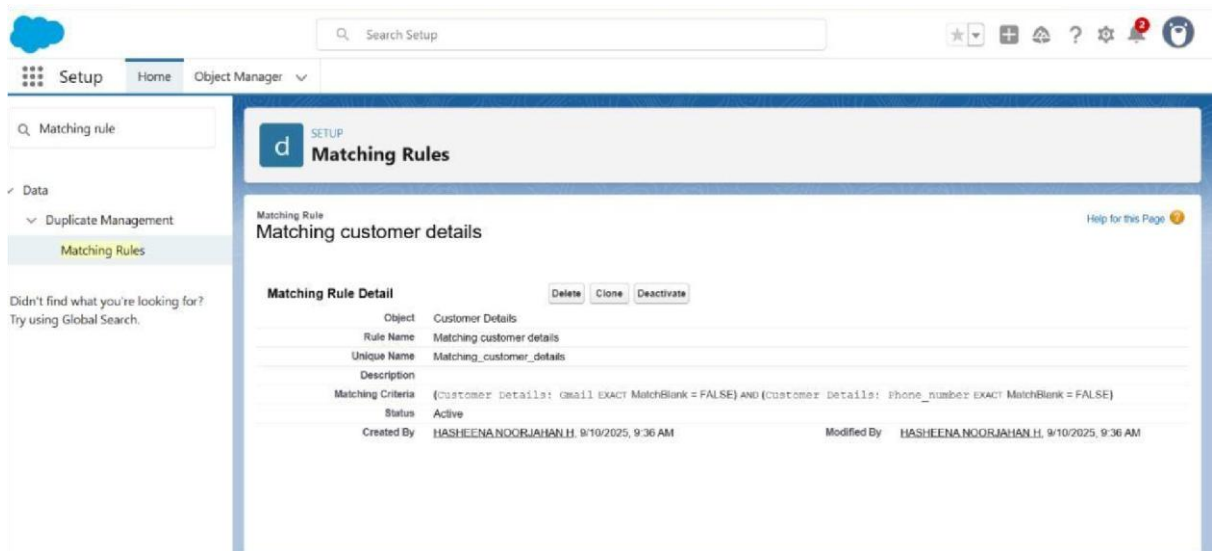 Search Setup
2
Setup Home Object Manager
Matching rule
d
SETUP
Matching Rules
Data
Duplicate Management
Matching Rules
Didn't find what you're looking for?
Try using Global Search.
Matching Rule
Matching customer details
Help for this Page ?
Matching Rule Detail Delete Clone Deactivate
Object Customer Details
Rule Name Matching customer details
Unique Name Matching_customer_details
Description
Matching Criteria (Customer Details: Gmail EXACT MatchBlank = FALSE) AND (Customer Details: Phone_number EXACT MatchBlank = FALSE)
Status Active
Created By HASHEENA NOORJAHAN H, 9/10/2025, 9:36 AM Modified By HASHEENA NOORJAHAN H, 9/10/2025, 9:36 AM